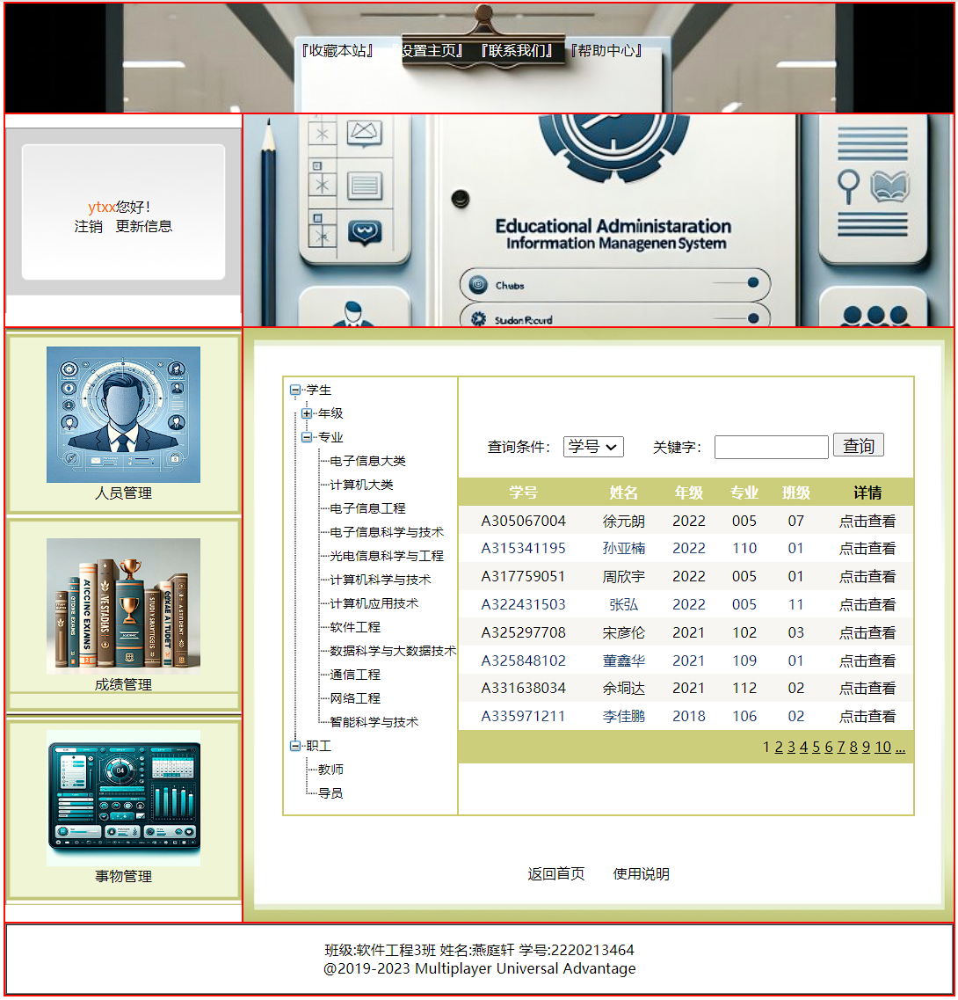 『收藏本站』 『设置主页』 『联系我们』 『帮助中心』
ytxx您好！
注销 更新信息
Educational Administaration
Informmation Managenen System
Chabs
Studan Rcurd
人员管理
成绩管理
事物管理
学生
年级
专业
电子信息大类
计算机大类
电子信息工程
电子信息科学与技术
光电信息科学与工程
计算机科学与技术
计算机应用技术
软件工程
数据科学与大数据技术
通信工程
网络工程
智能科学与技术
职工
教师
导员
查询条件： 学号 关键字： 查询
学号 姓名 年级 专业 班级 详情
A305067004 徐元朗 2022 005 07 点击查看
A315341195 孙亚楠 2022 110 01 点击查看
A317759051 周欣宇 2022 005 01 点击查看
A322431503 张弘 2022 005 11 点击查看
A325297708 宋彦伦 2021 102 03 点击查看
A325848102 董鑫华 2021 109 01 点击查看
A331638034 余垌达 2021 112 02 点击查看
A335971211 李佳鹏 2018 106 02 点击查看
1 2 3 4 5 6 7 8 9 10 ...
返回首页 使用说明
班级:软件工程3班 姓名:燕庭轩 学号:2220213464
@2019-2023 Multiplayer Universal Advantage